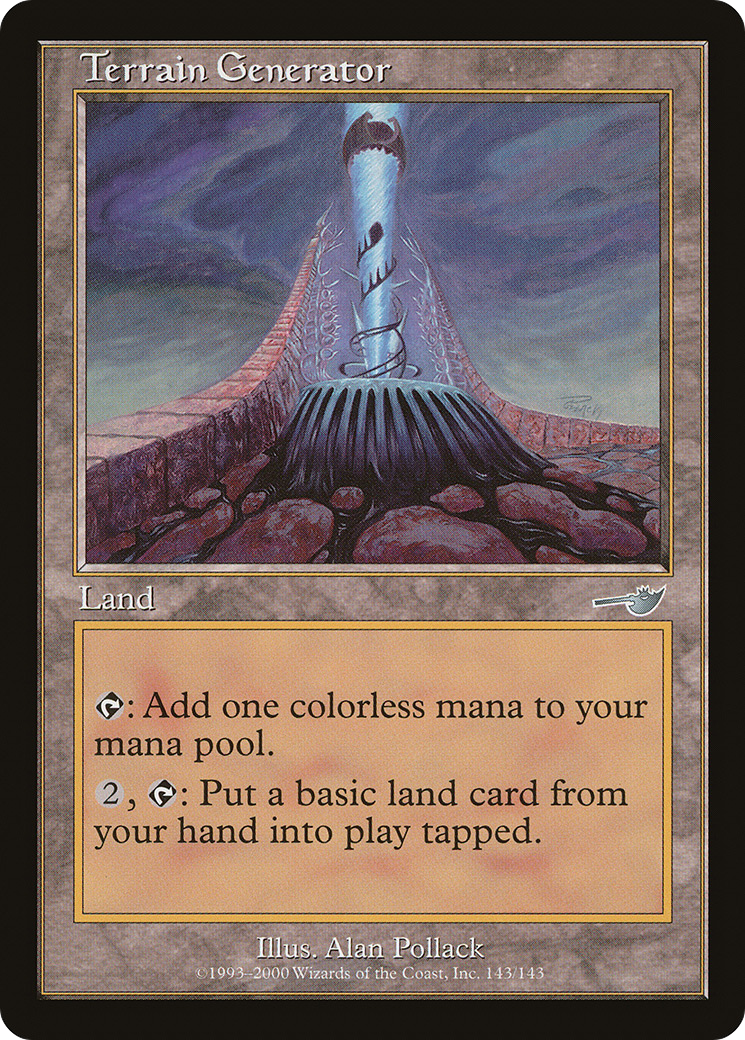 Terrain Generator
Land
: Add one colorless mana to your
mana pool.
2, : Put a basic land card from
your hand into play tapped.
Illus. Alan Pollack
©1993–2000 Wizards of the Coast, Inc. 143/143